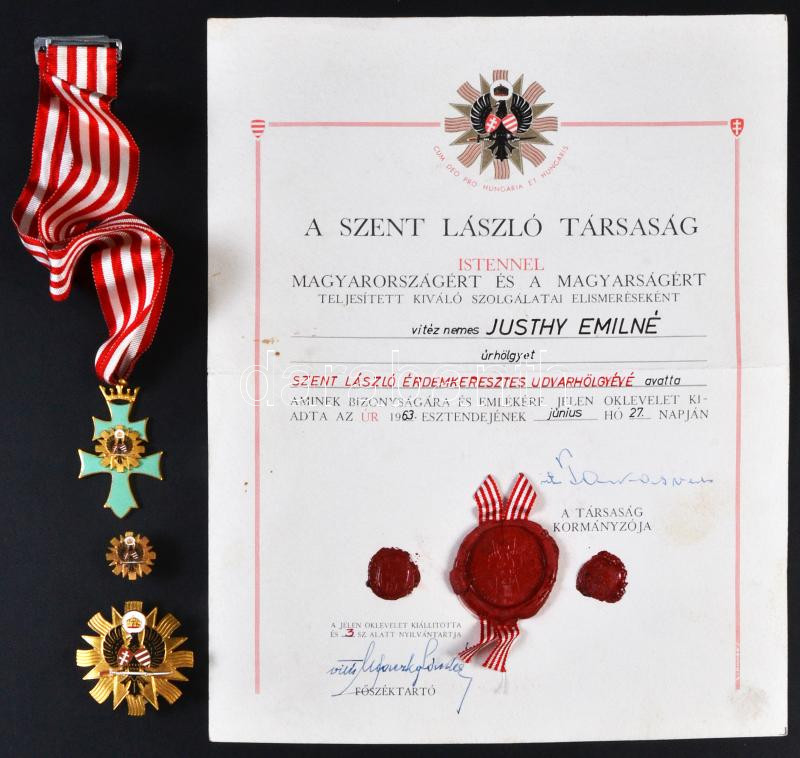 CUM DEO PRO HUNGARIA ET HUNGARIS
A SZENT LÁSZLÓ TÁRSASÁG
ISTENNEL
MAGYARORSZÁGÉRT ÉS A MAGYARSÁGÉRT
TELJESÍTETT KIVÁLÓ SZOLGÁLATAI ELISMERÉSEKÉNT
vitéz nemes JUSTHY EMILNÉ
úrhölgyet
SZENT LÁSZLÓ ÉRDEMKERESZTES UDVARHÖLGYÉVÉ avatta
AMINEK BIZONYSÁGÁRA ÉS EMLÉKÉRE JELEN OKLEVELET KI-
ADTA AZ ÚR 1963. ESZTENDEJÉNEK június HÓ 27. NAPJÁN
A TÁRSASÁG
KORMÁNYZÓJA
A JELEN OKLEVELET KIÁLLÍTOTTA
ÉS 3. SZ ALATT NYILVÁNTARTJA
FŐSZÉKTARTÓ